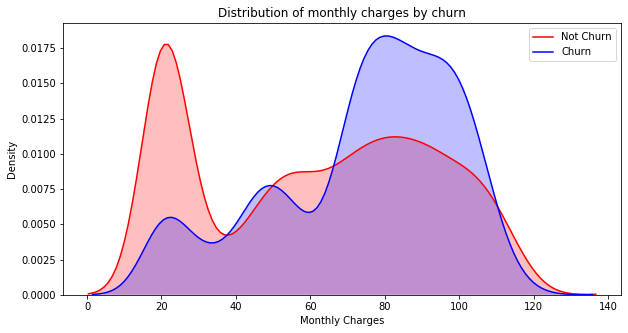 Distribution of monthly charges by churn
Not Churn
Churn
Density
0.0175
0.0150
0.0125
0.0100
0.0075
0.0050
0.0025
0.0000
0 20 40 60 80 100 120 140
Monthly Charges